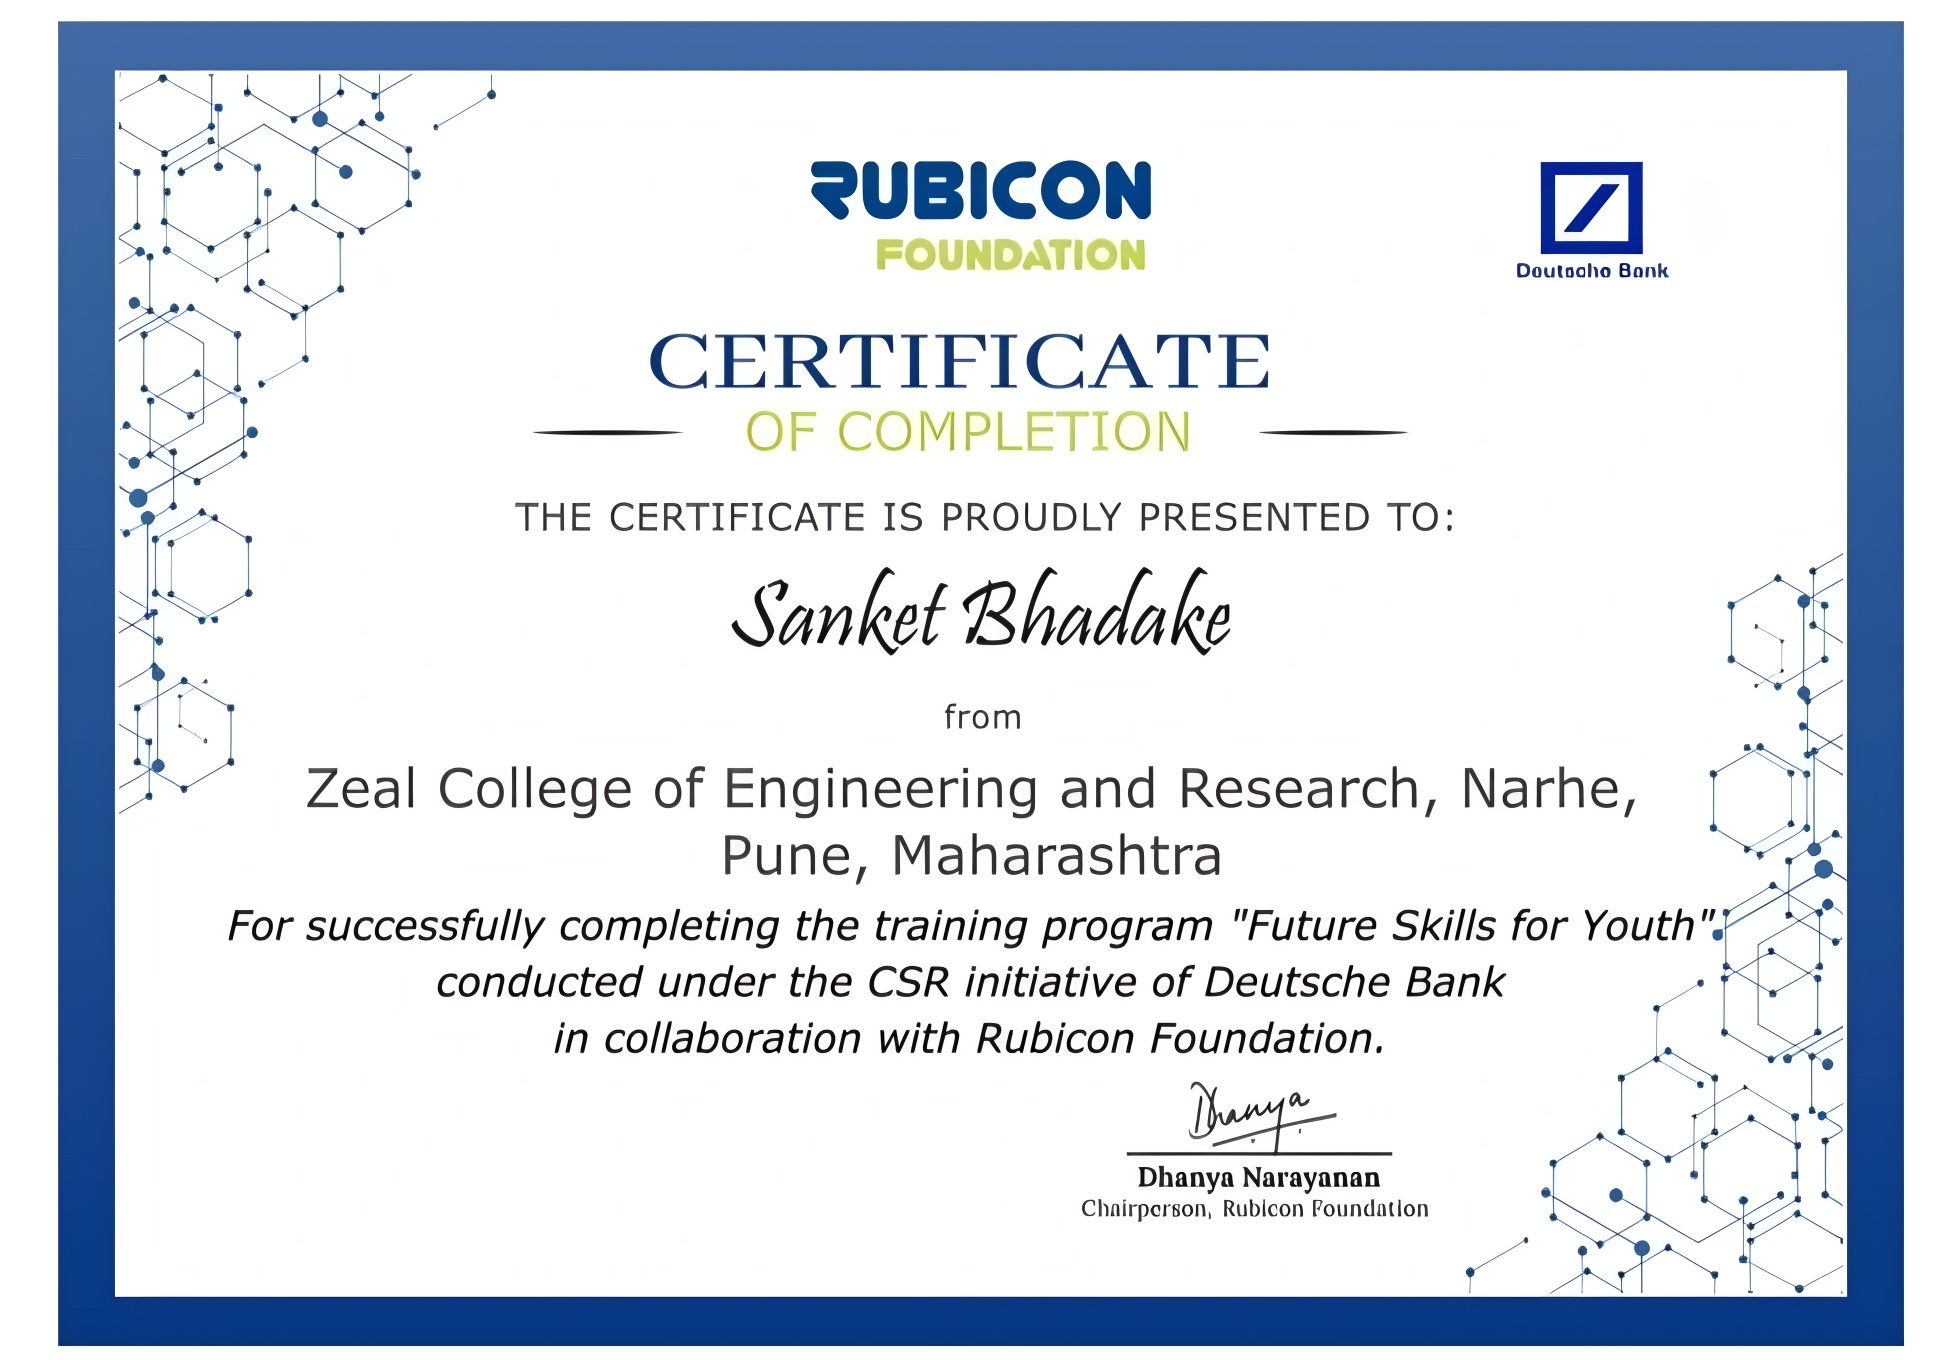 RUBICON
FOUNDATION
Deutsche Bank
CERTIFICATE
OF COMPLETION
THE CERTIFICATE IS PROUDLY PRESENTED TO:
Sanket Bhadake
from
Zeal College of Engineering and Research, Narhe,
Pune, Maharashtra
For successfully completing the training program "Future Skills for Youth"
conducted under the CSR initiative of Deutsche Bank
in collaboration with Rubicon Foundation.
Dhanya
Dhanya Narayanan
Chairperson, Rubicon Foundation